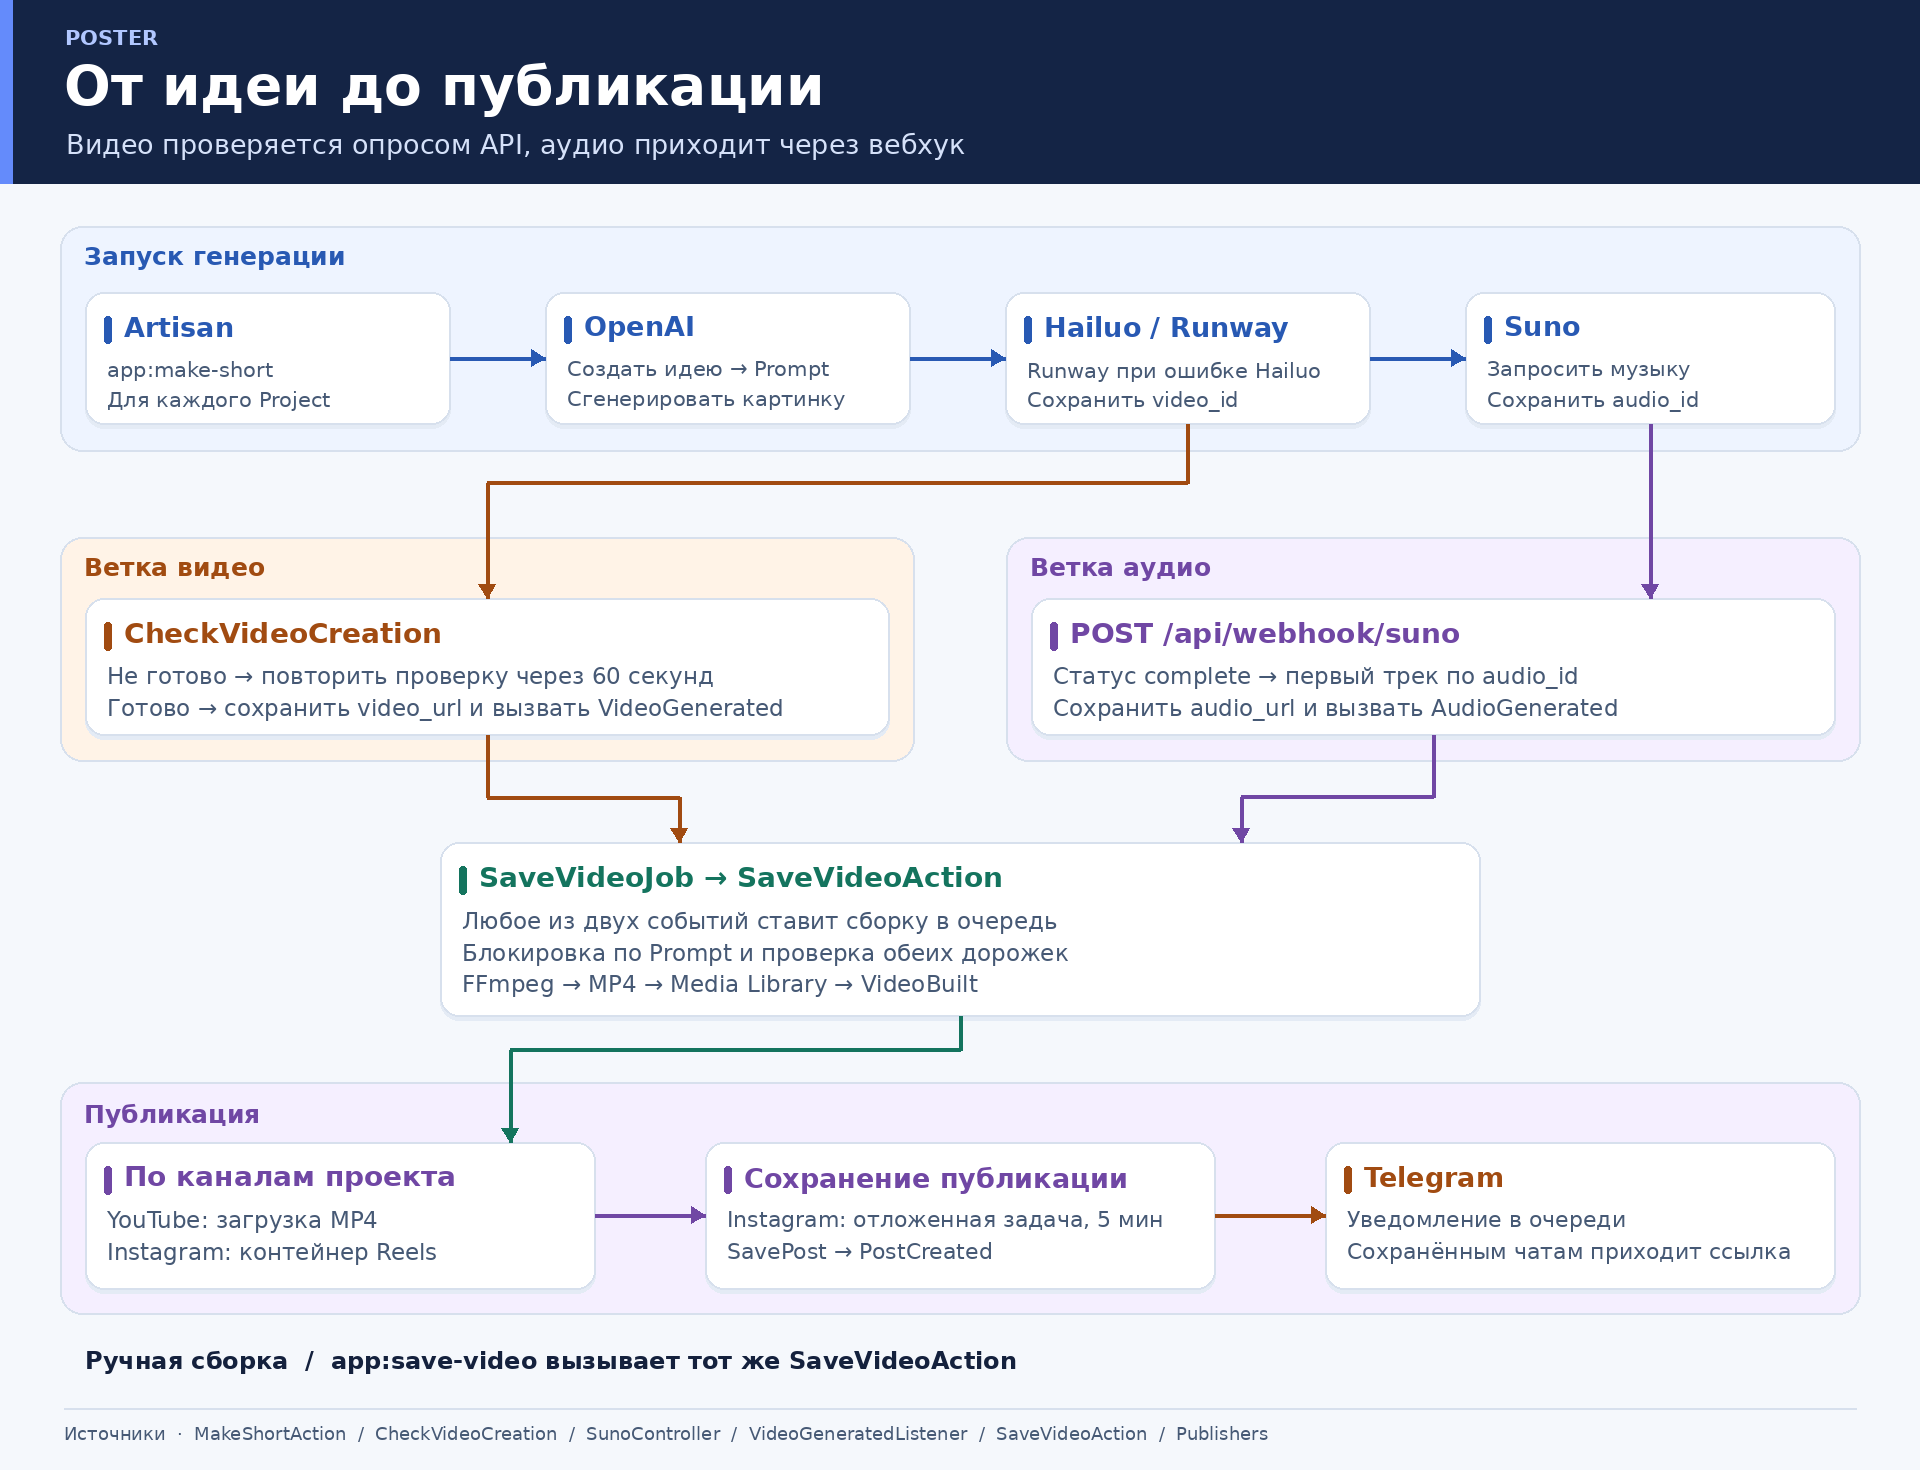 POSTER
От идеи до публикации
Видео проверяется опросом API, аудио приходит через вебхук
Запуск генерации
Artisan
app:make-short
Для каждого Project
OpenAI
Создать идею → Prompt
Сгенерировать картинку
Hailuo / Runway
Runway при ошибке Hailuo
Сохранить video_id
Suno
Запросить музыку
Сохранить audio_id
Ветка видео
CheckVideoCreation
Не готово → повторить проверку через 60 секунд
Готово → сохранить video_url и вызвать VideoGenerated
Ветка аудио
POST /api/webhook/suno
Статус complete → первый трек по audio_id
Сохранить audio_url и вызвать AudioGenerated
SaveVideoJob → SaveVideoAction
Любое из двух событий ставит сборку в очередь
Блокировка по Prompt и проверка обеих дорожек
FFmpeg → MP4 → Media Library → VideoBuilt
Публикация
По каналам проекта
YouTube: загрузка MP4
Instagram: контейнер Reels
Сохранение публикации
Instagram: отложенная задача, 5 мин
SavePost → PostCreated
Telegram
Уведомление в очереди
Сохранённым чатам приходит ссылка
Ручная сборка / app:save-video вызывает тот же SaveVideoAction
Источники · MakeShortAction / CheckVideoCreation / SunoController / VideoGeneratedListener / SaveVideoAction / Publishers